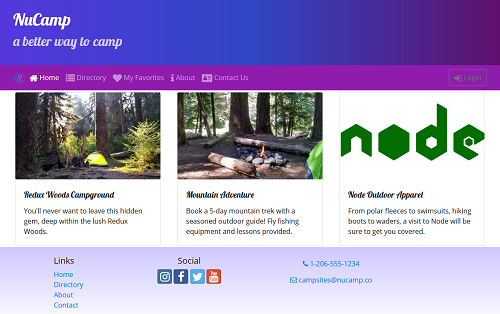 NuCamp
a better way to camp
Home Directory My Favorites About Contact Us Login
node
Redux Woods Campground
You'll never want to leave this hidden
gem, deep within the lush Redux
Woods.
Mountain Adventure
Book a 5-day mountain trek with a
seasoned outdoor guide! Fly fishing
equipment and lessons provided.
Node Outdoor Apparel
From polar fleeces to swimsuits, hiking
boots to waders, a visit to Node will be
sure to get you covered.
Links
Home
Directory
About
Contact
Social
You
Tube
1-206-555-1234
campsites@nucamp.co